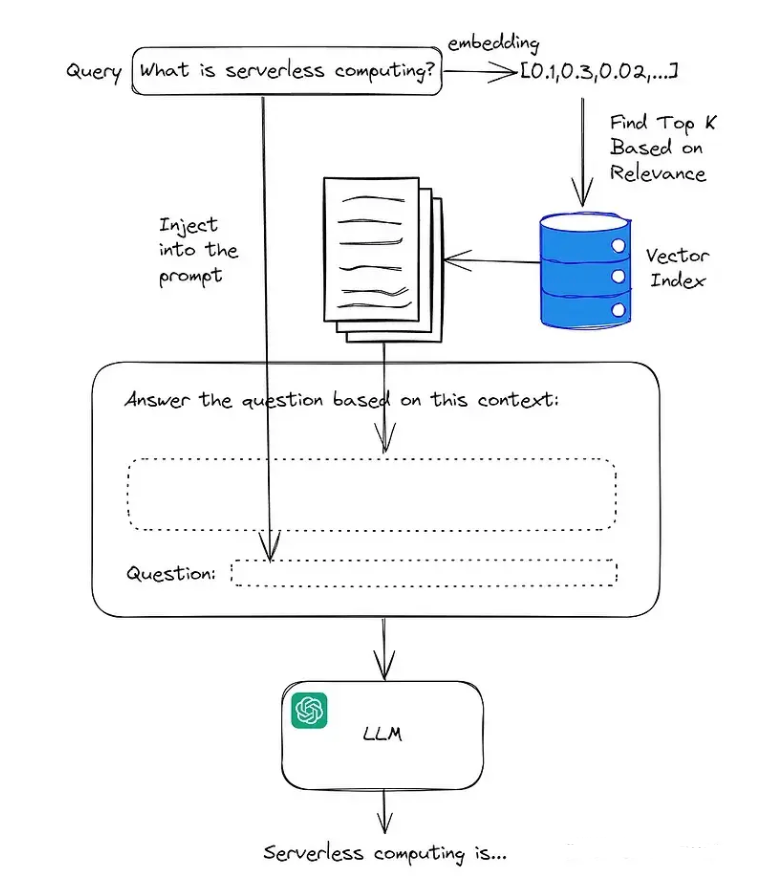 embedding
Query
What is serverless computing?
[0.1,0.3,0.02,...]
Find Top K
Based on
Relevance
Inject
into the
prompt
Vector
Index
Answer the question based on this context:
Question:
LLM
Serverless computing is...